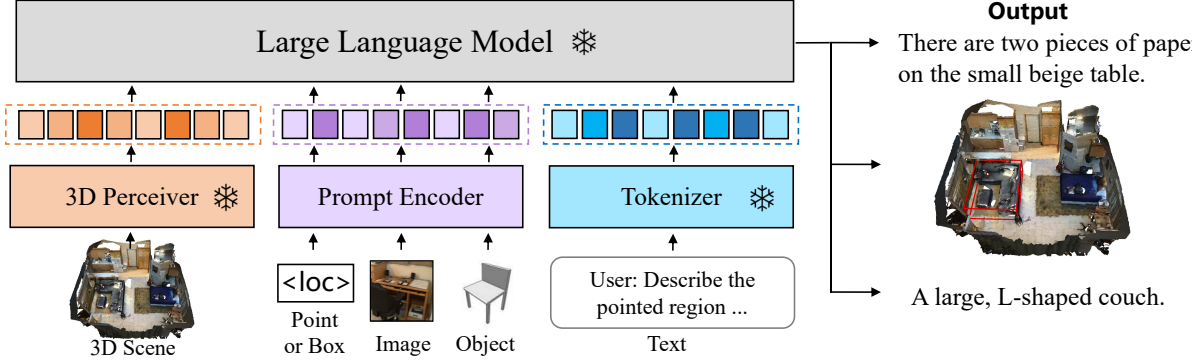 Output
Large Language Model
There are two pieces of paper
on the small beige table.
3D Perceiver
Prompt Encoder
Tokenizer
<loc>
Point
or Box
Image
Object
User: Describe the
pointed region ...
Text
3D Scene
A large, L-shaped couch.